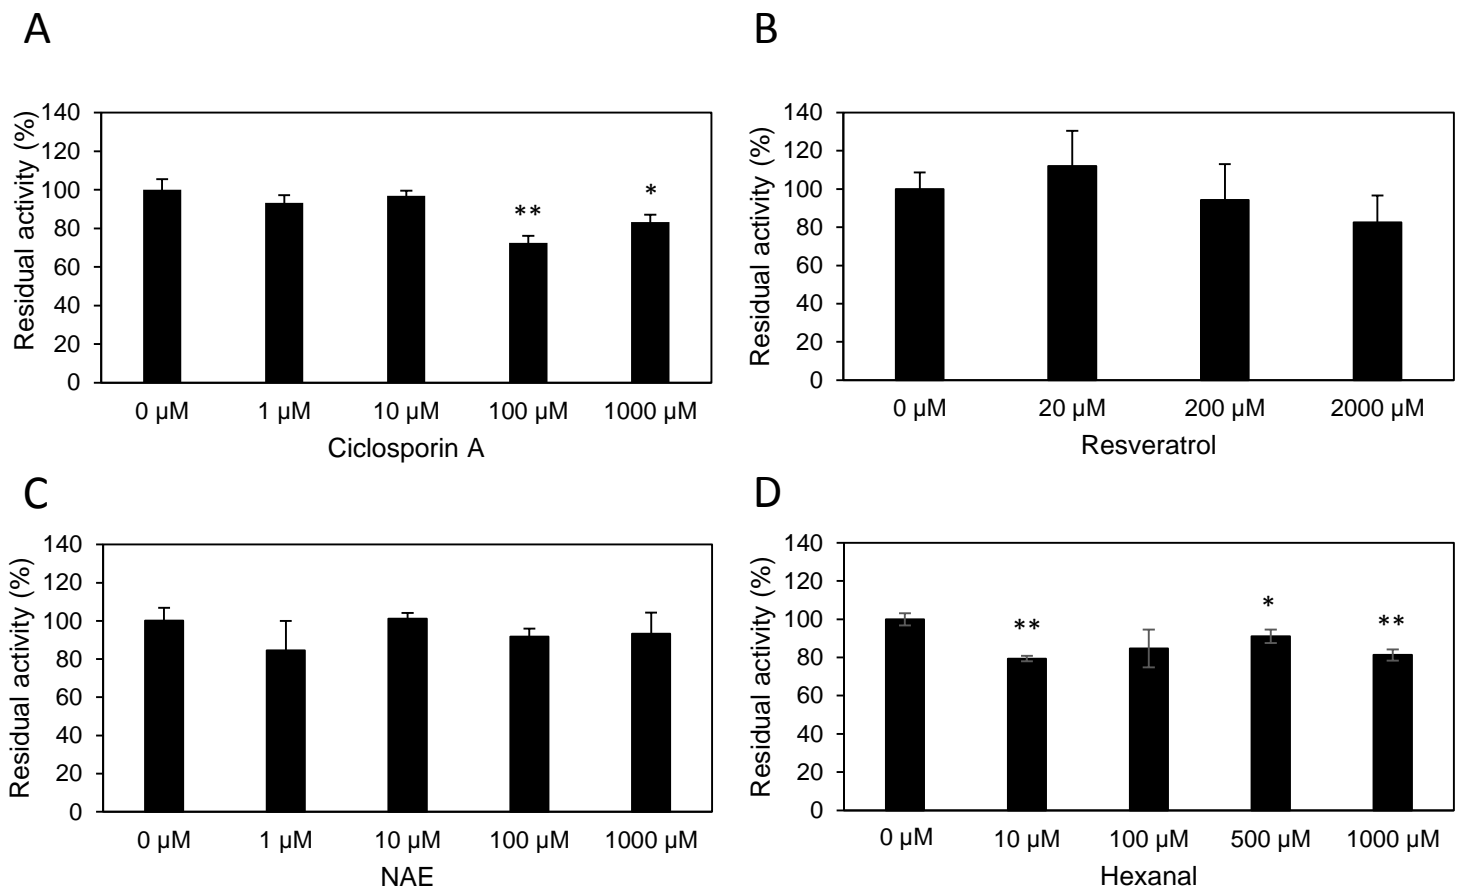 A
Residual activity (%)
140
120
100
80
60
40
20
0
**
*
0 µM 1 µM 10 µM 100 µM 1000 µM
Ciclosporin A
B
Residual activity (%)
140
120
100
80
60
40
20
0
0 µM 20 µM 200 µM 2000 µM
Resveratrol
C
Residual activity (%)
140
120
100
80
60
40
20
0
0 µM 1 µM 10 µM 100 µM 1000 µM
NAE
D
Residual activity (%)
140
120
100
80
60
40
20
0
**
*
**
0 µM 10 µM 100 µM 500 µM 1000 µM
Hexanal